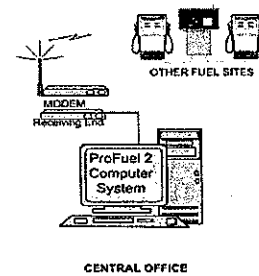 OTHER FUEL SITES
MODEM
Receiving End
ProFuel 2
Computer
System
CENTRAL OFFICE